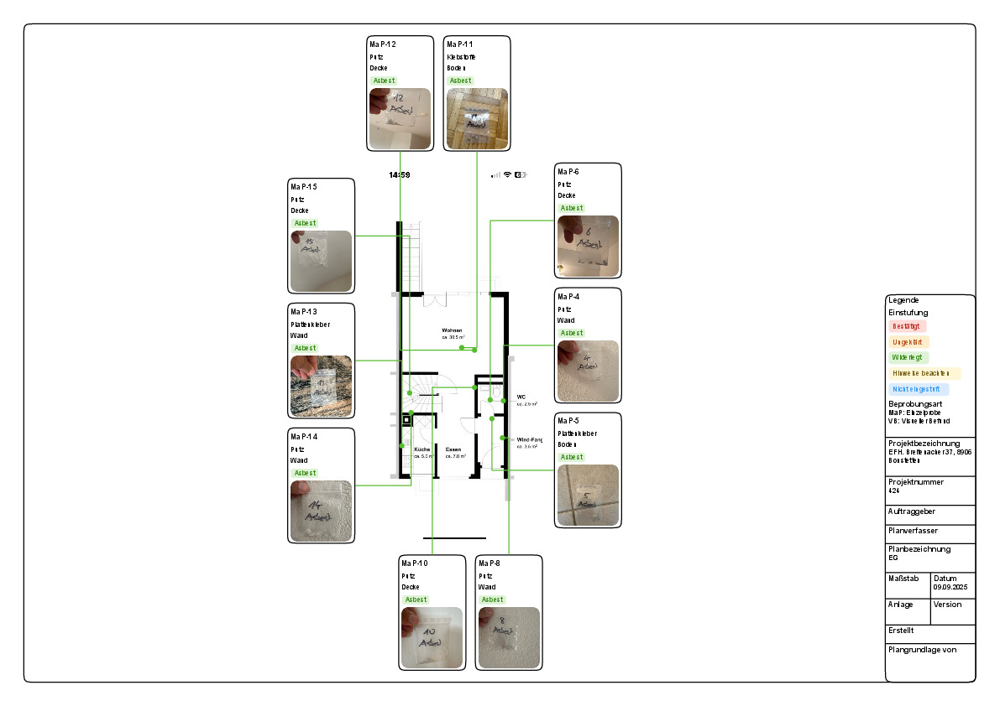 MaP-12
Putz
Decke
Asbest
12
Asbest
MaP-11
Klebstoffe
Boden
Asbest
Asbest
14:59
MaP-15
Putz
Decke
Asbest
15
Asbest
MaP-6
Putz
Decke
Asbest
6
Asbest
MaP-13
Plattenkleber
Wand
Asbest
13
Asbest
MaP-4
Putz
Wand
Asbest
4
Asbest
Wohnen
ca. 30.5 m²
WC
ca. 2.5 m²
Wind-Fang
ca. 3.5 m²
Küche
ca. 5.0 m²
Essen
ca. 7.0 m²
MaP-14
Putz
Wand
Asbest
14
Asbest
MaP-5
Plattenkleber
Boden
Asbest
5
Asbest
MaP-10
Putz
Decke
Asbest
10
Asbest
MaP-8
Putz
Wand
Asbest
8
Asbest
Legende
Einstufung
Bestätigt
Ungeklärt
Widerlegt
Hinweise beachten
Nicht eingestuft
Beprobungsart
MaP: Einzelprobe
VB: Visueller Befund
Projektbezeichnung
EFH. Breitenacher 37, 8906
Bonstetten
Projektnummer
424
Auftraggeber
Planverfasser
Planbezeichnung
EG
Maßstab
Datum
09.09.2025
Anlage
Version
Erstellt
Plangrundlage von